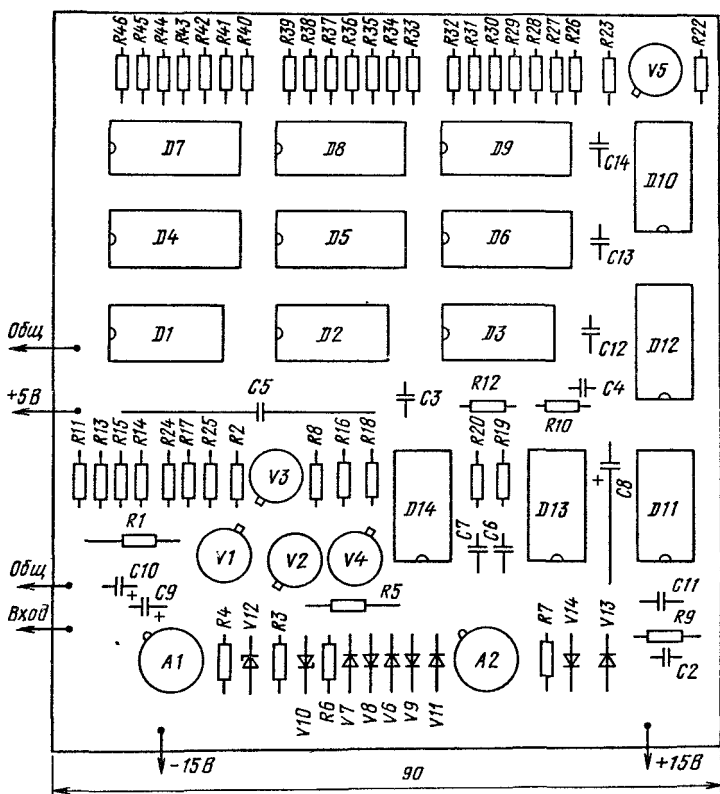 R46 R45 R44 R43 R42 R41 R40 R39 R38 R37 R36 R35 R34 R33 R32 R31 R30 R29 R28 R27 R26 R23 R22
V5
D7 D8 D9 C14 D10
D4 D5 D6 C13
Общ
D1 D2 D3 C12 D12
+5В
C5 C3 R12 C4
R10
R11 R13 R15 R14 R24 R17 R25 R2 R8 R16 R18 R20 R19
V3 + C8
D14 D13 D11
R1
V1 V2 V4 C7 C6
Общ
C10 + C9 + R5 C11
Вход
R4 V12 R3 R7 V14 V13 R9
A1 A2 C2
V10 R6 V7 V8 V6 V9 V11
-15В +15В
90